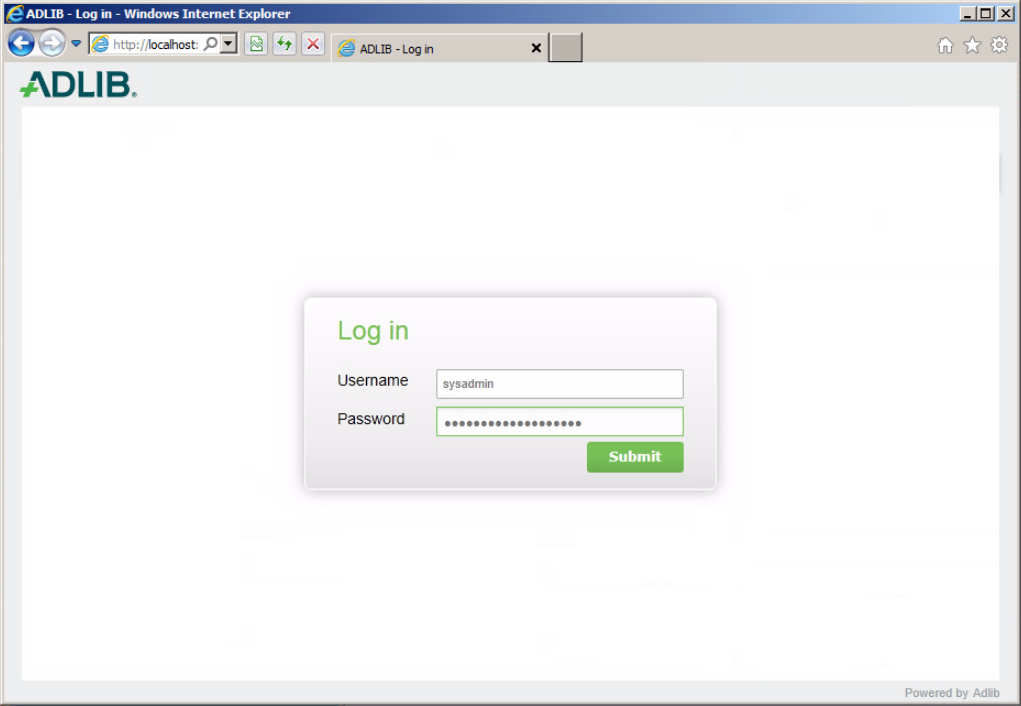 ADLIB - Log in - Windows Internet Explorer
http://localhost:
ADLIB - Log in
ADLIB®
Log in
Username
sysadmin
Password
•••••••••••••••••••
Submit
Powered by Adlib